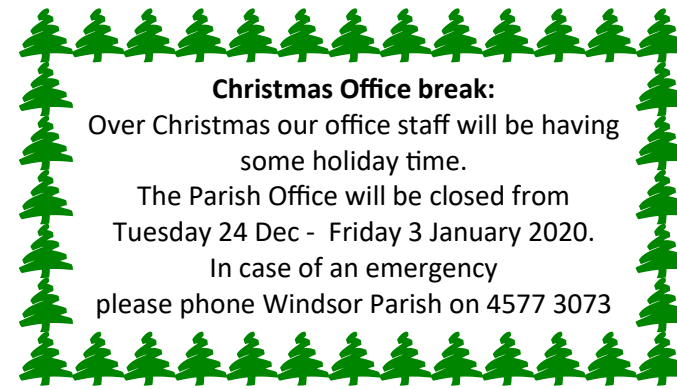 Christmas Office break:
Over Christmas our office staff will be having
some holiday time.
The Parish Office will be closed from
Tuesday 24 Dec -  Friday 3 January 2020.
In case of an emergency
please phone Windsor Parish on 4577 3073